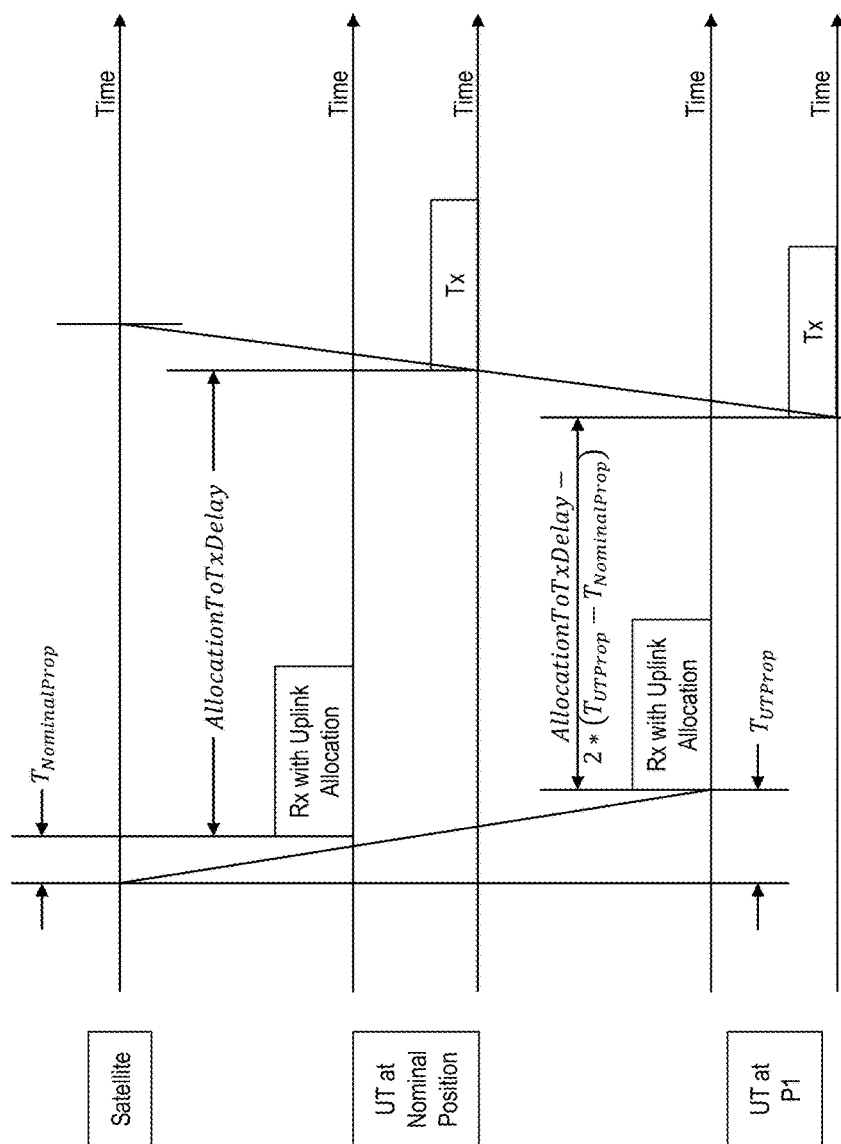 Satellite
Time
T_NominalProp
AllocationToTxDelay
UT at
Nominal
Position
Rx with Uplink
Allocation
Time
Tx
Time
AllocationToTxDelay −
2 * (T_UTProp − T_NominalProp)
Rx with Uplink
Allocation
Time
UT at
P1
T_UTProp
Tx
Time